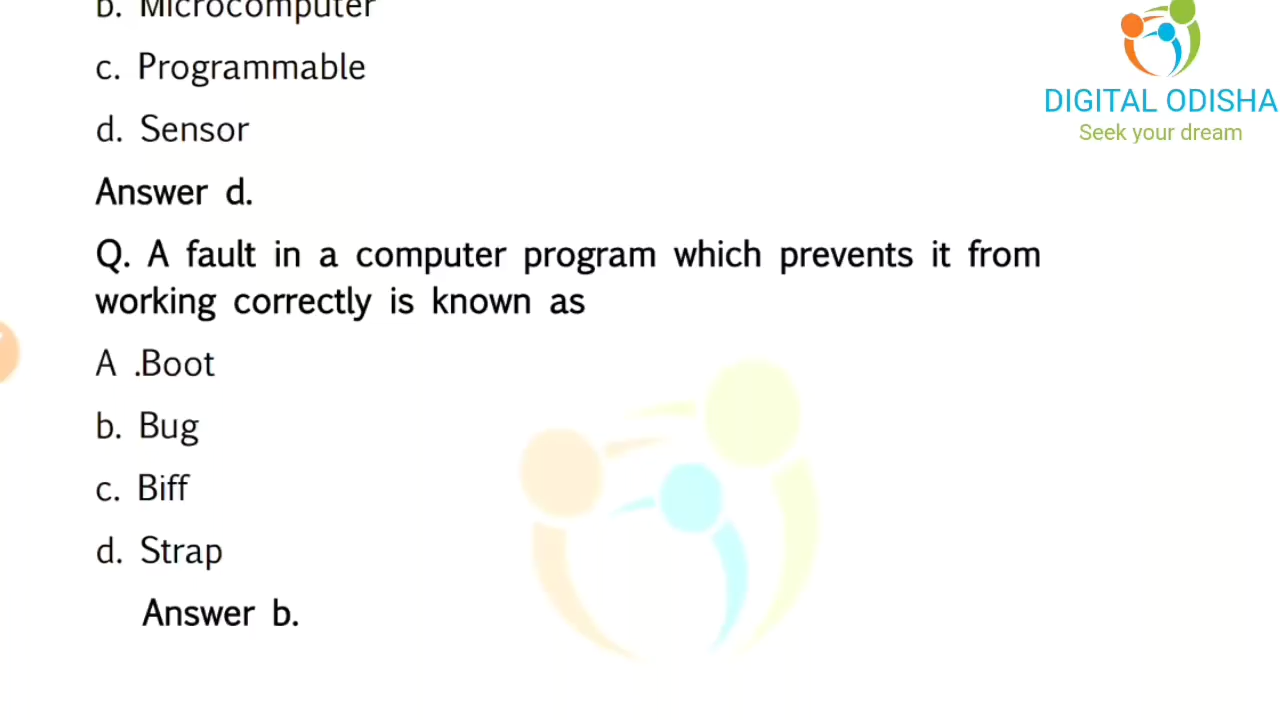 b. Microcomputer
c. Programmable
d. Sensor
Answer d.
Q. A fault in a computer program which prevents it from
working correctly is known as
A .Boot
b. Bug
c. Biff
d. Strap
Answer b.
DIGITAL ODISHA
Seek your dream